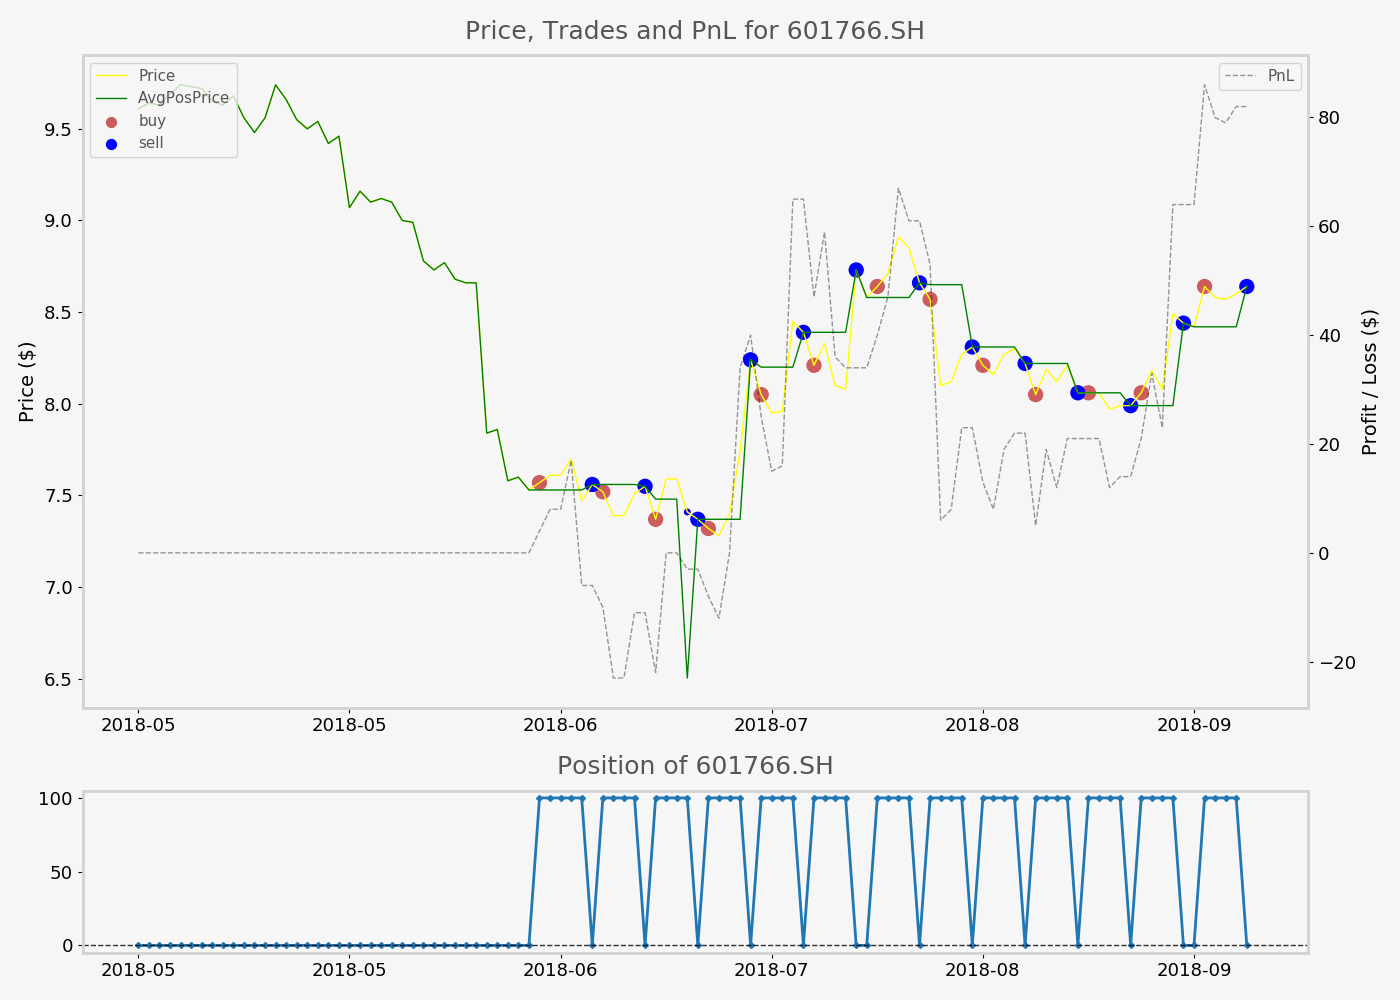 Price, Trades and PnL for 601766.SH
Price
AvgPosPrice
buy
sell
PnL
9.5
9.0
8.5
8.0
7.5
7.0
6.5
Price ($)
80
60
40
20
0
−20
Profit / Loss ($)
2018-05 2018-05 2018-06 2018-07 2018-08 2018-09
Position of 601766.SH
100
50
0
2018-05 2018-05 2018-06 2018-07 2018-08 2018-09